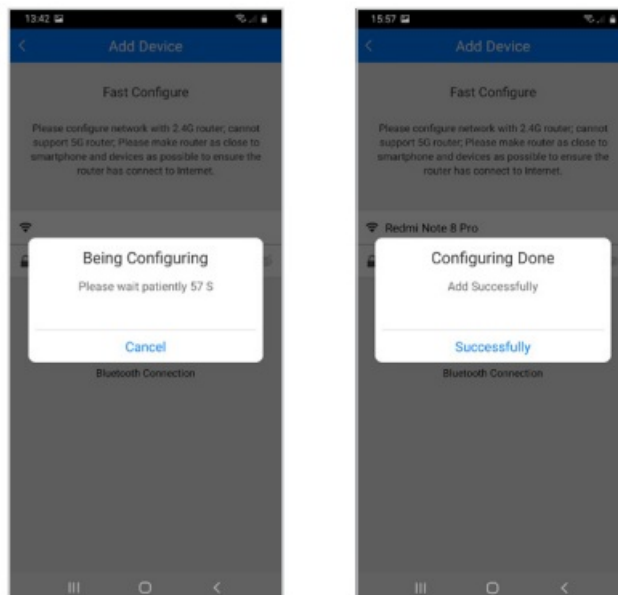 13:42
Add Device
Fast Configure
Please configure network with 2.4G router; cannot
support 5G router; Please make router as close to
smartphone and devices as possible to ensure the
router has connect to Internet.
Being Configuring
Please wait patiently 57 S
Cancel
Bluetooth Connection
15:57
Add Device
Fast Configure
Please configure network with 2.4G router; cannot
support 5G router; Please make router as close to
smartphone and devices as possible to ensure the
router has connect to Internet.
Redmi Note 8 Pro
Configuring Done
Add Successfully
Successfully
Bluetooth Connection